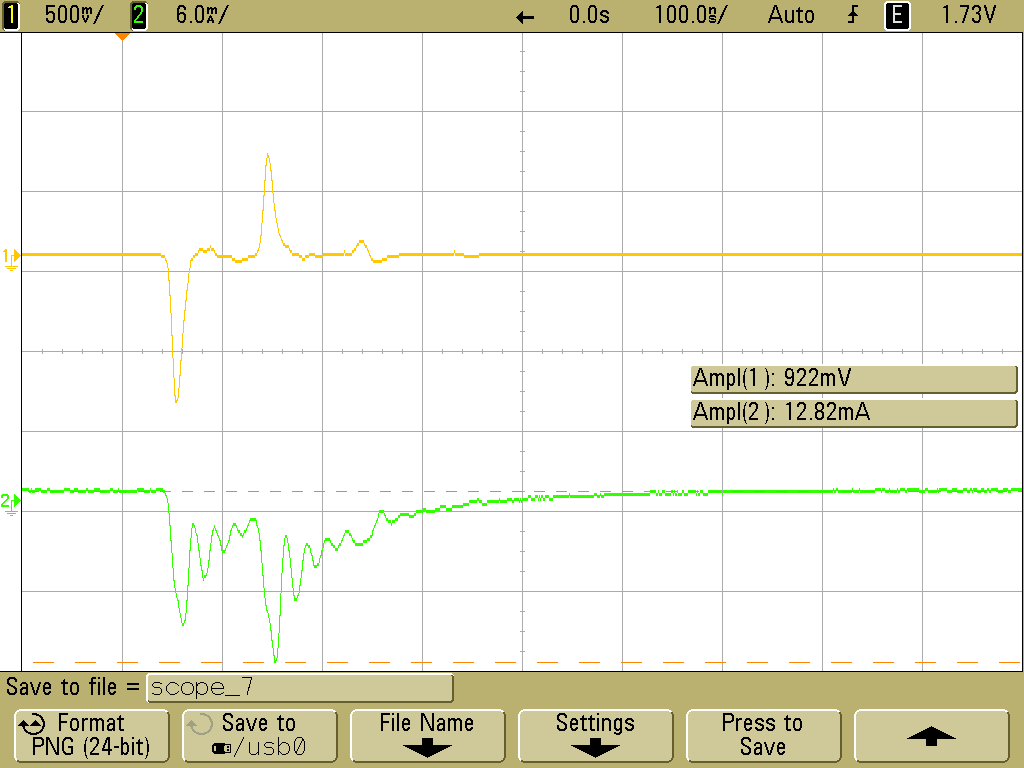 1 500mV/ 2 6.0mA/ 0.0s 100.0ns/ Auto E 1.73V
1
Ampl(1): 922mV
Ampl(2): 12.82mA
2
Save to file = scope_7
Format
PNG (24-bit)
Save to
/usb0
File Name
Settings
Press to
Save